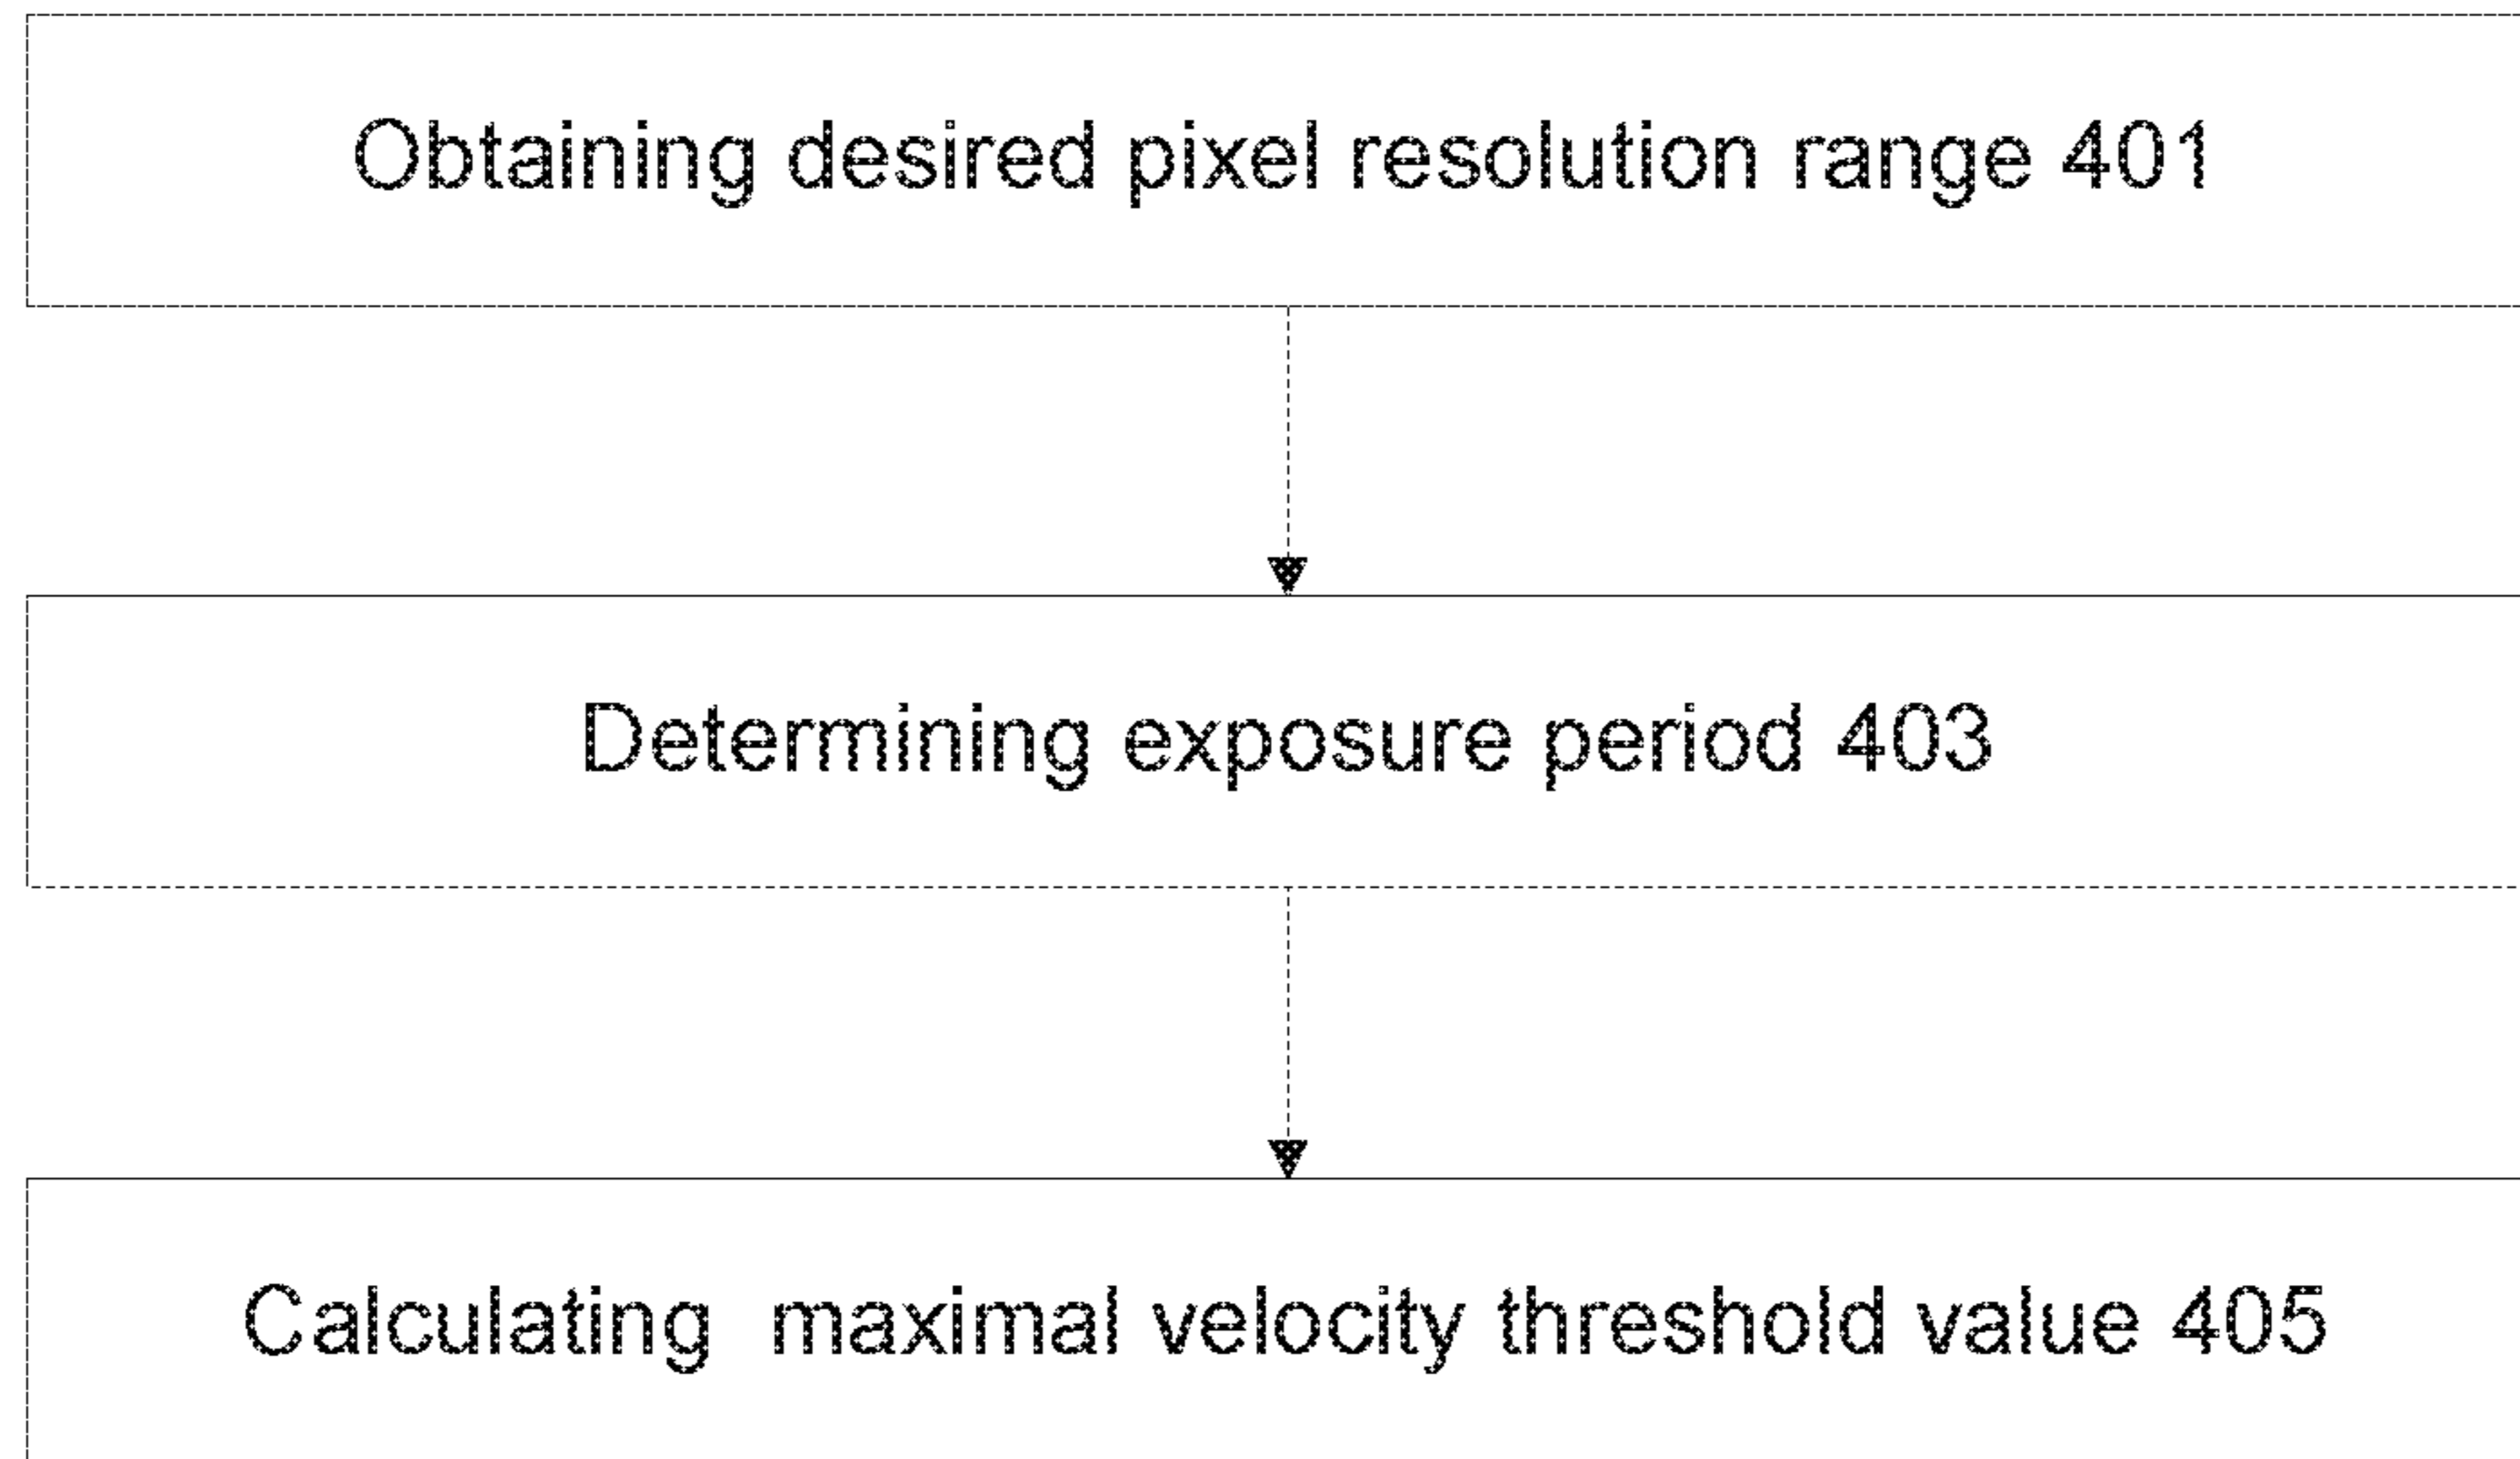 Obtaining desired pixel resolution range 401
Determining exposure period 403
Calculating maximal velocity threshold value 405